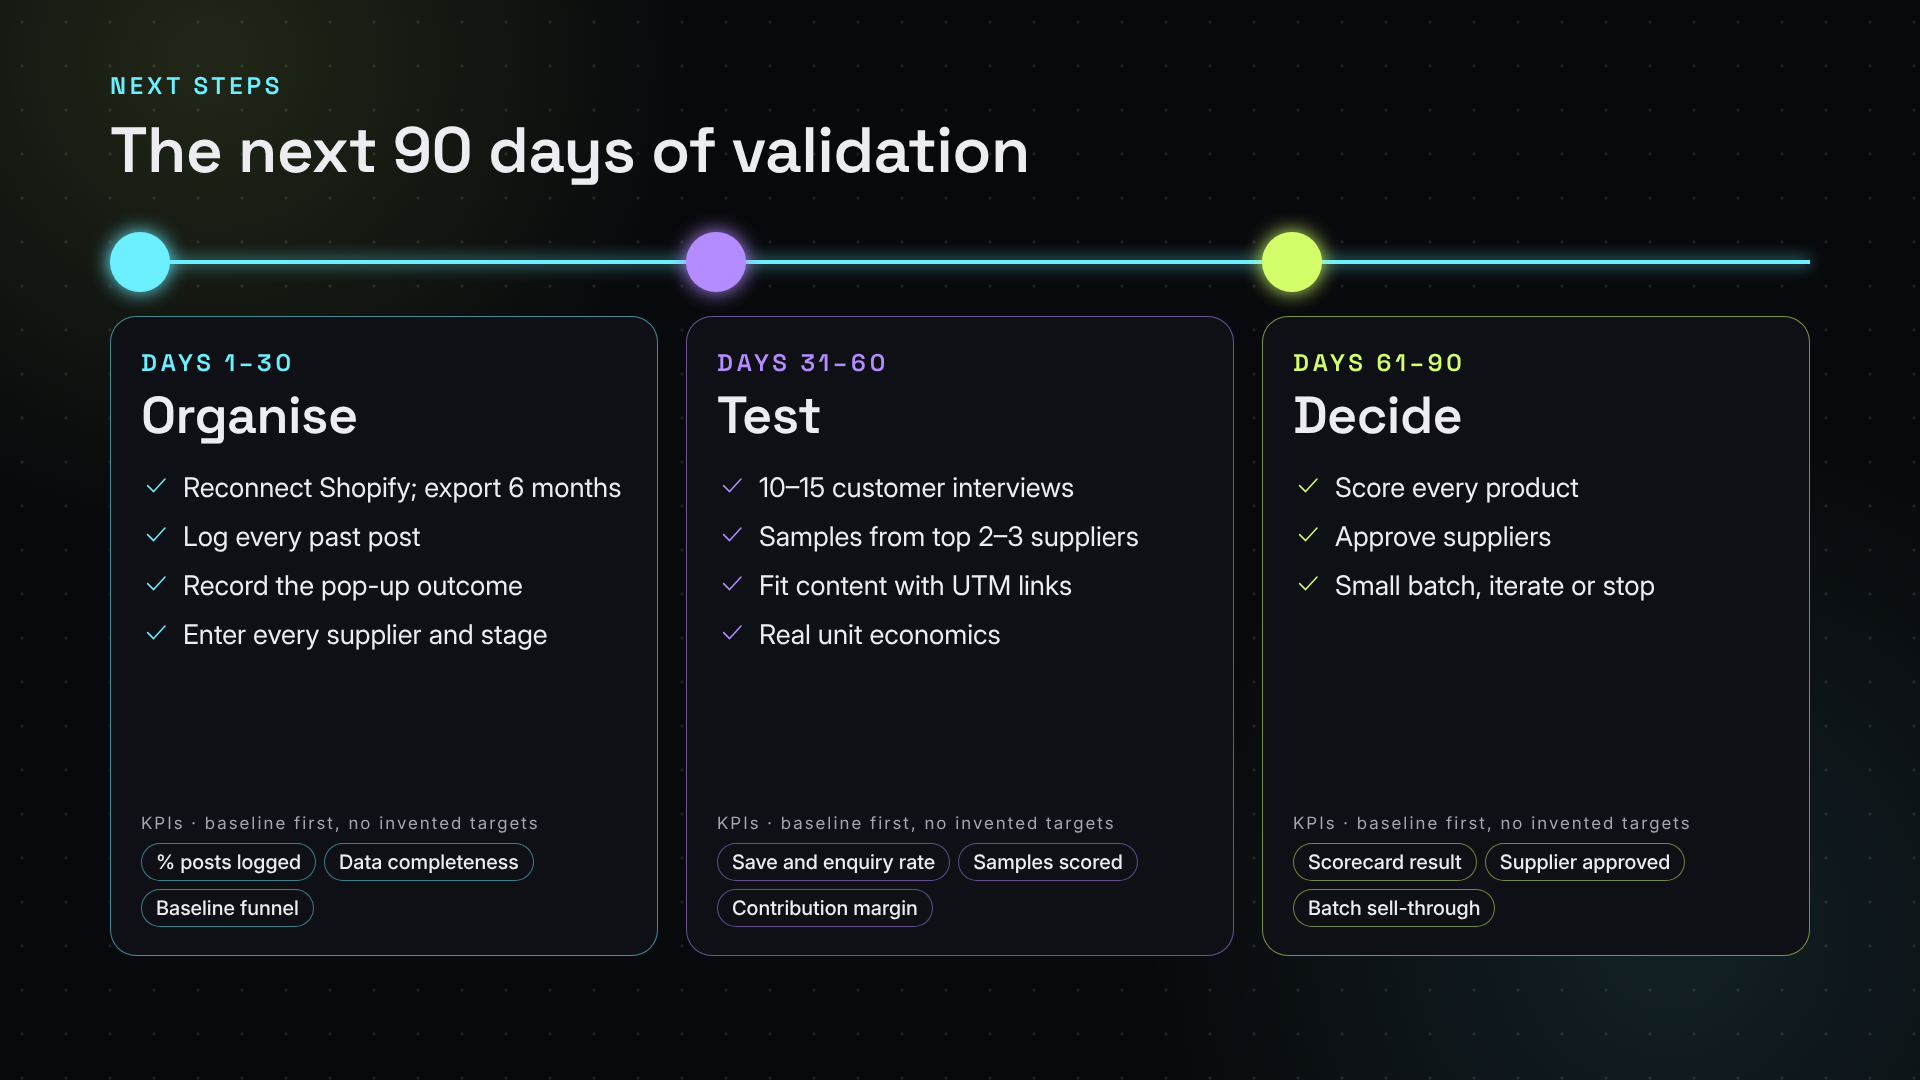 NEXT STEPS
The next 90 days of validation
DAYS 1–30
Organise
Reconnect Shopify; export 6 months
Log every past post
Record the pop-up outcome
Enter every supplier and stage
KPIs · baseline first, no invented targets
% posts logged
Data completeness
Baseline funnel
DAYS 31–60
Test
10–15 customer interviews
Samples from top 2–3 suppliers
Fit content with UTM links
Real unit economics
KPIs · baseline first, no invented targets
Save and enquiry rate
Samples scored
Contribution margin
DAYS 61–90
Decide
Score every product
Approve suppliers
Small batch, iterate or stop
KPIs · baseline first, no invented targets
Scorecard result
Supplier approved
Batch sell-through